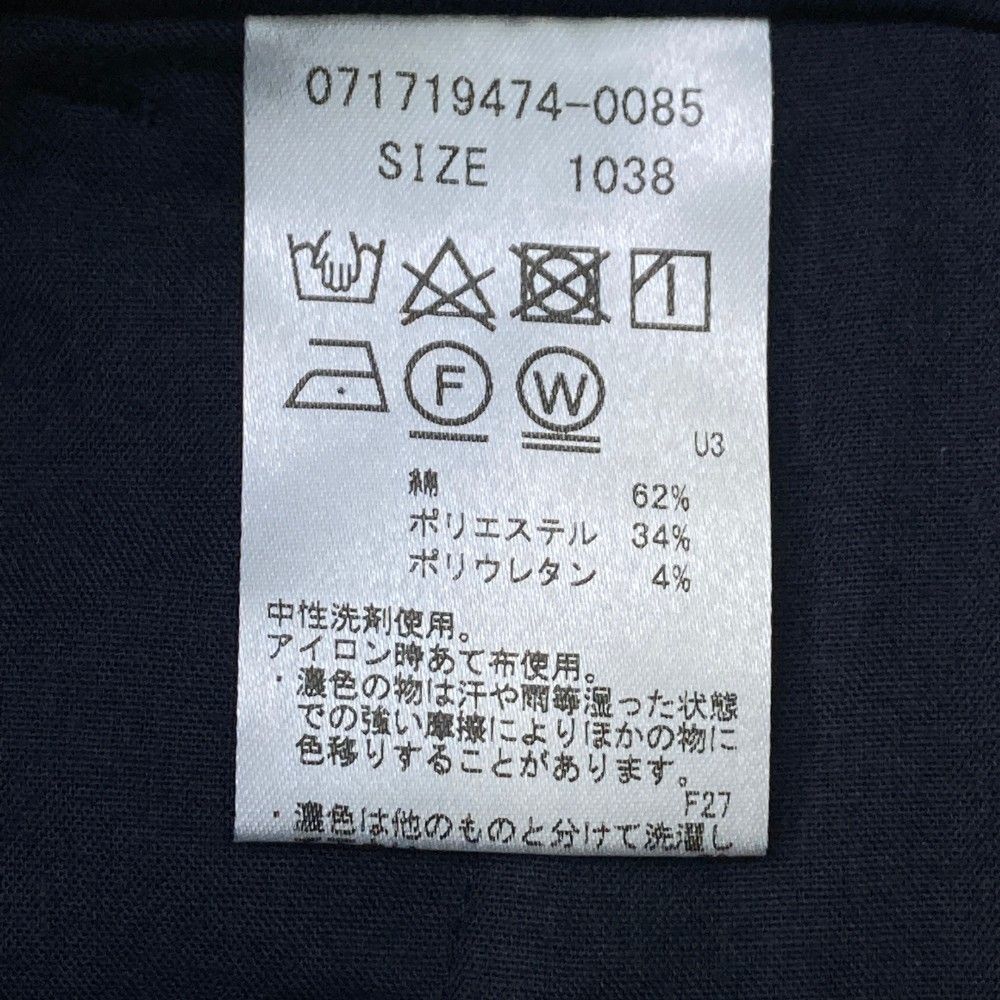 071719474-0085
SIZE 1038
F W
U3
綿 62%
ポリエステル 34%
ポリウレタン 4%
中性洗剤使用。
アイロン時あて布使用。
・濃色の物は汗や雨等湿った状態
での強い摩擦によりほかの物に
色移りすることがあります。
F27
・濃色は他のものと分けて洗濯し